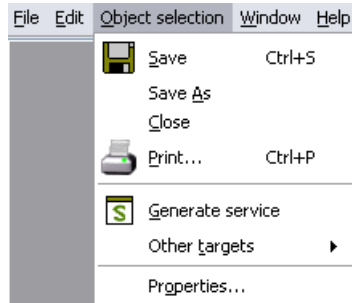 File Edit Object selection Window Help
Save Ctrl+S
Save As
Close
Print... Ctrl+P
S Generate service
Other targets
Properties...